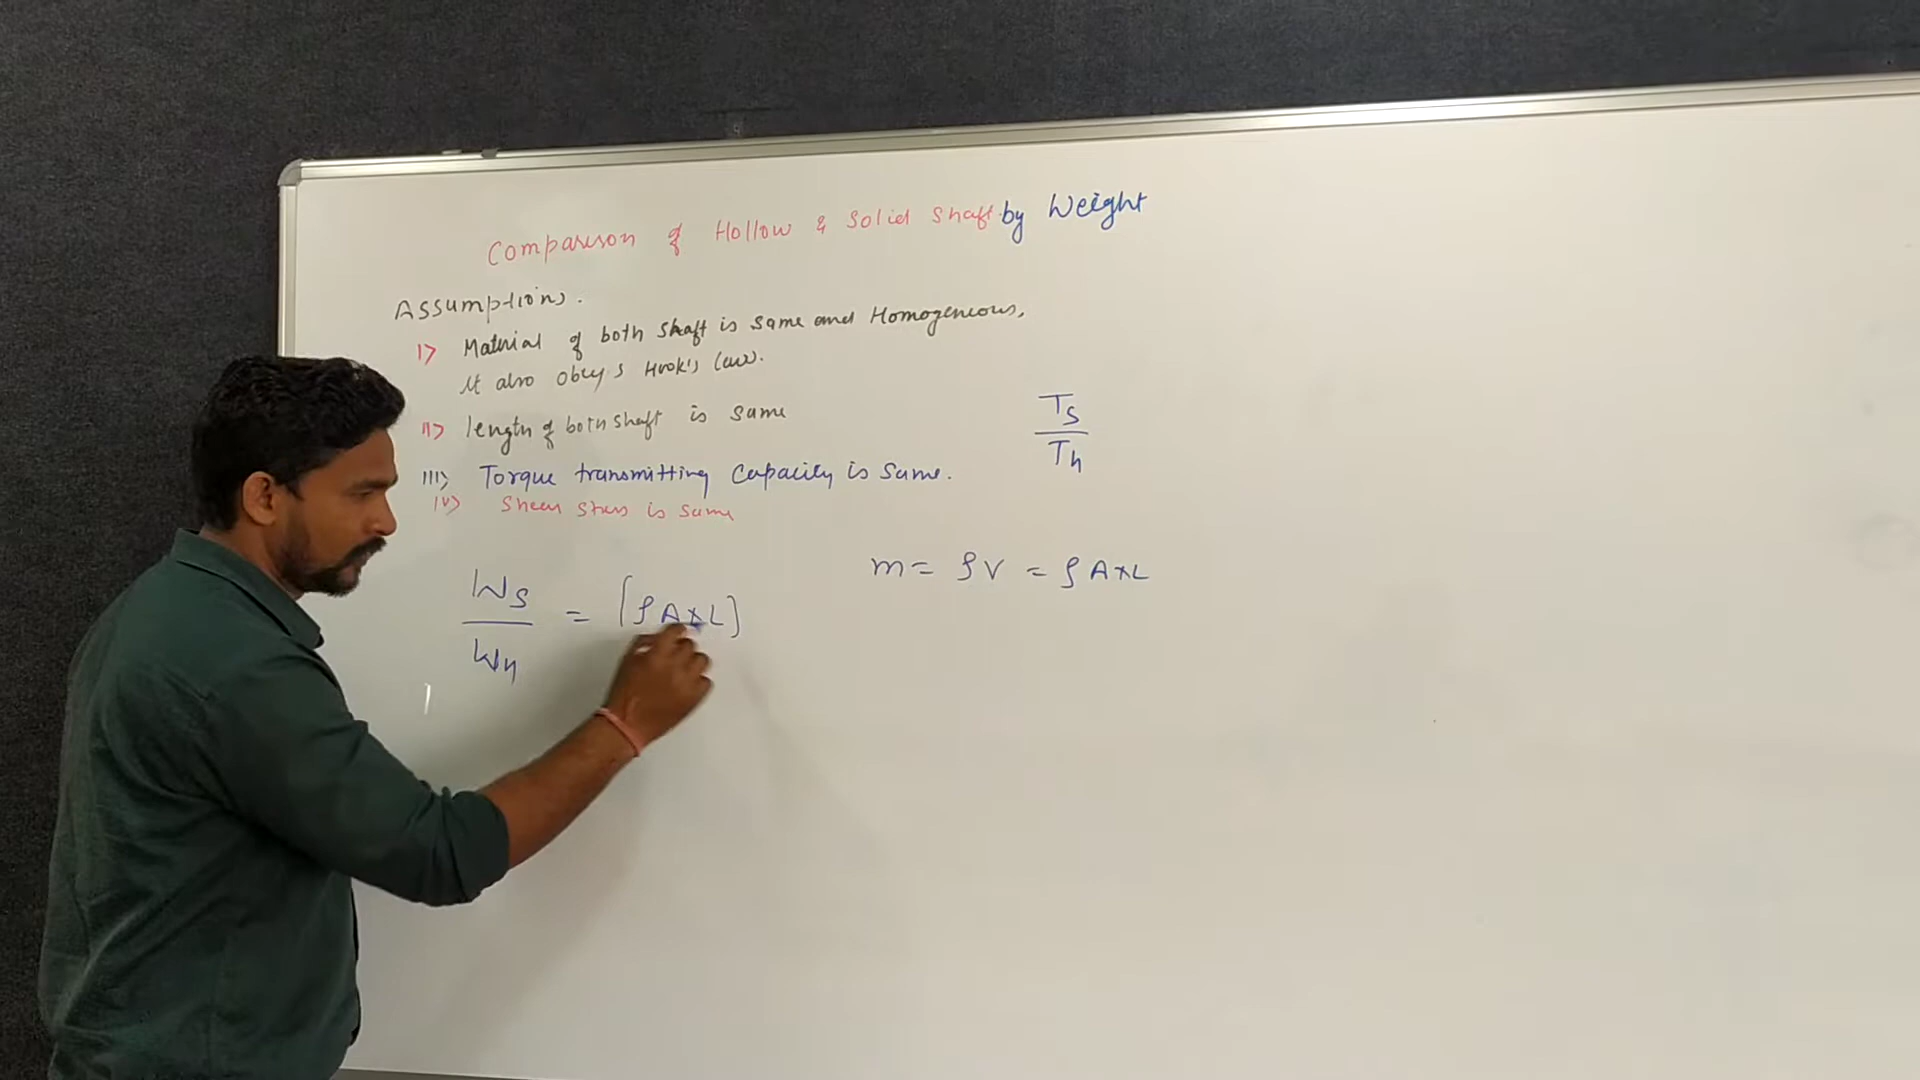 Comparison of Hollow & Solid Shaft by Weight
Assumptions.
I> Material of both shaft is same and Homogeneous,
It also obeys Hook's law.
II> length of both shaft is same
III> Torque transmitting capacity is same.
IV> Shear stress is same
Ts
Th
m = ρV = ρA×L
Ws
= [ρA×L]
Wh